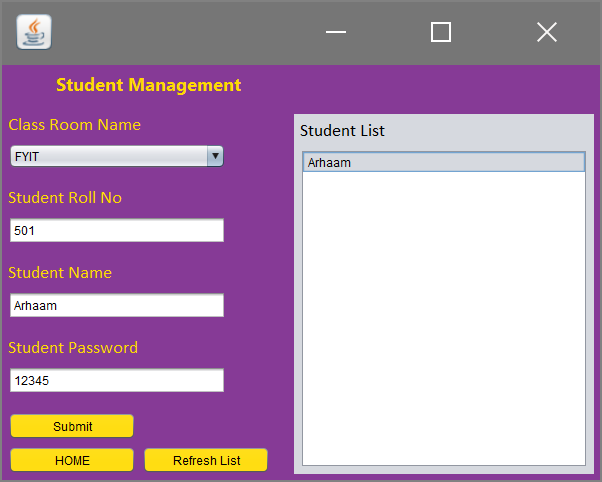 Student Management
Class Room Name
FYIT
Student Roll No
501
Student Name
Arhaam
Student Password
12345
Submit
HOME
Refresh List
Student List
Arhaam